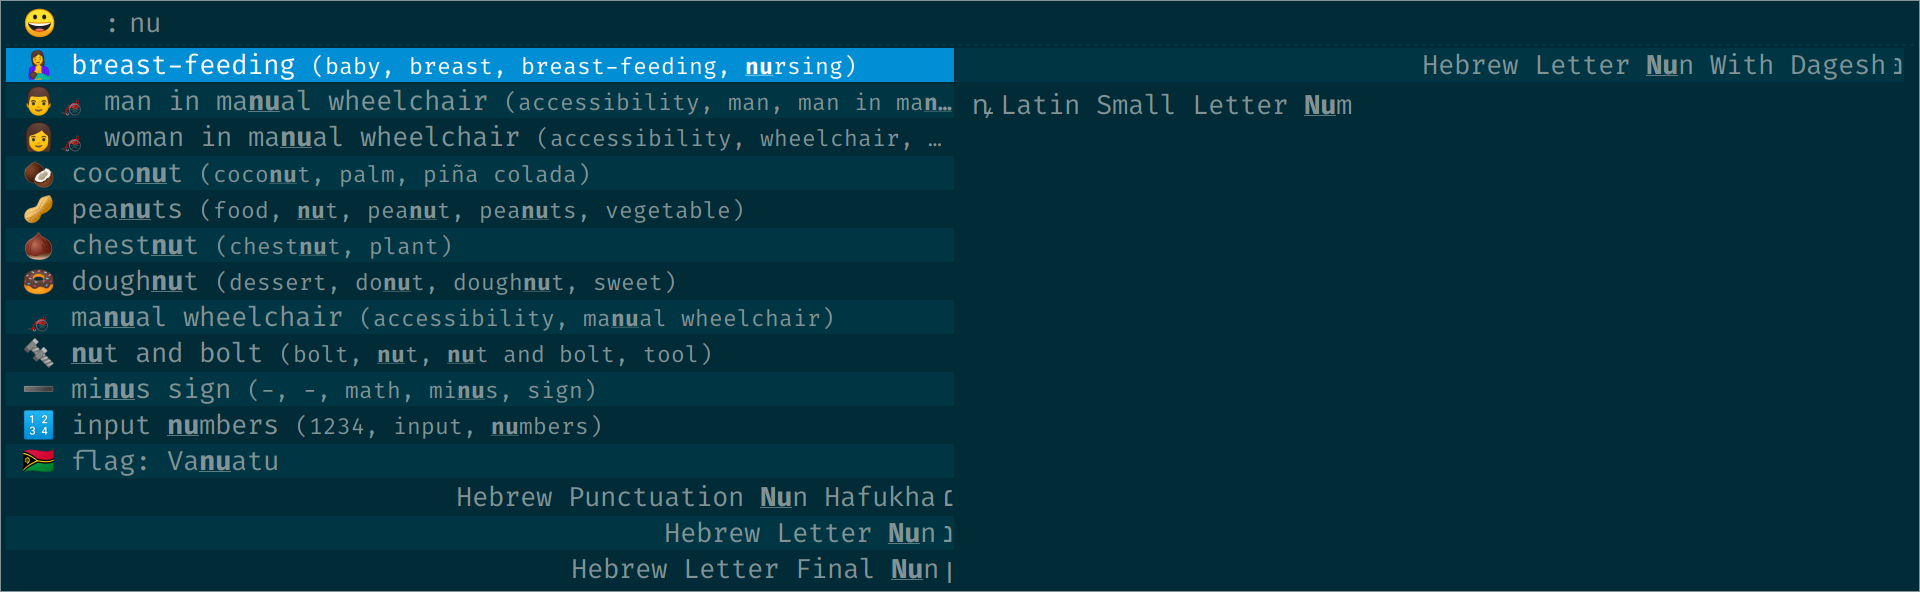 😀 : nu
🤱 breast-feeding (baby, breast, breast-feeding, nursing)
👨‍🦽 man in manual wheelchair (accessibility, man, man in man…
👩‍🦽 woman in manual wheelchair (accessibility, wheelchair, …
🥥 coconut (coconut, palm, piña colada)
🥜 peanuts (food, nut, peanut, peanuts, vegetable)
🌰 chestnut (chestnut, plant)
🍩 doughnut (dessert, donut, doughnut, sweet)
🦽 manual wheelchair (accessibility, manual wheelchair)
🔩 nut and bolt (bolt, nut, nut and bolt, tool)
➖ minus sign (-, −, math, minus, sign)
🔢 input numbers (1234, input, numbers)
🇻🇺 flag: Vanuatu
Hebrew Punctuation Nun Hafukha ׆
Hebrew Letter Nun נ
Hebrew Letter Final Nun ן
Hebrew Letter Nun With Dagesh נּ
ꝴ Latin Small Letter Num